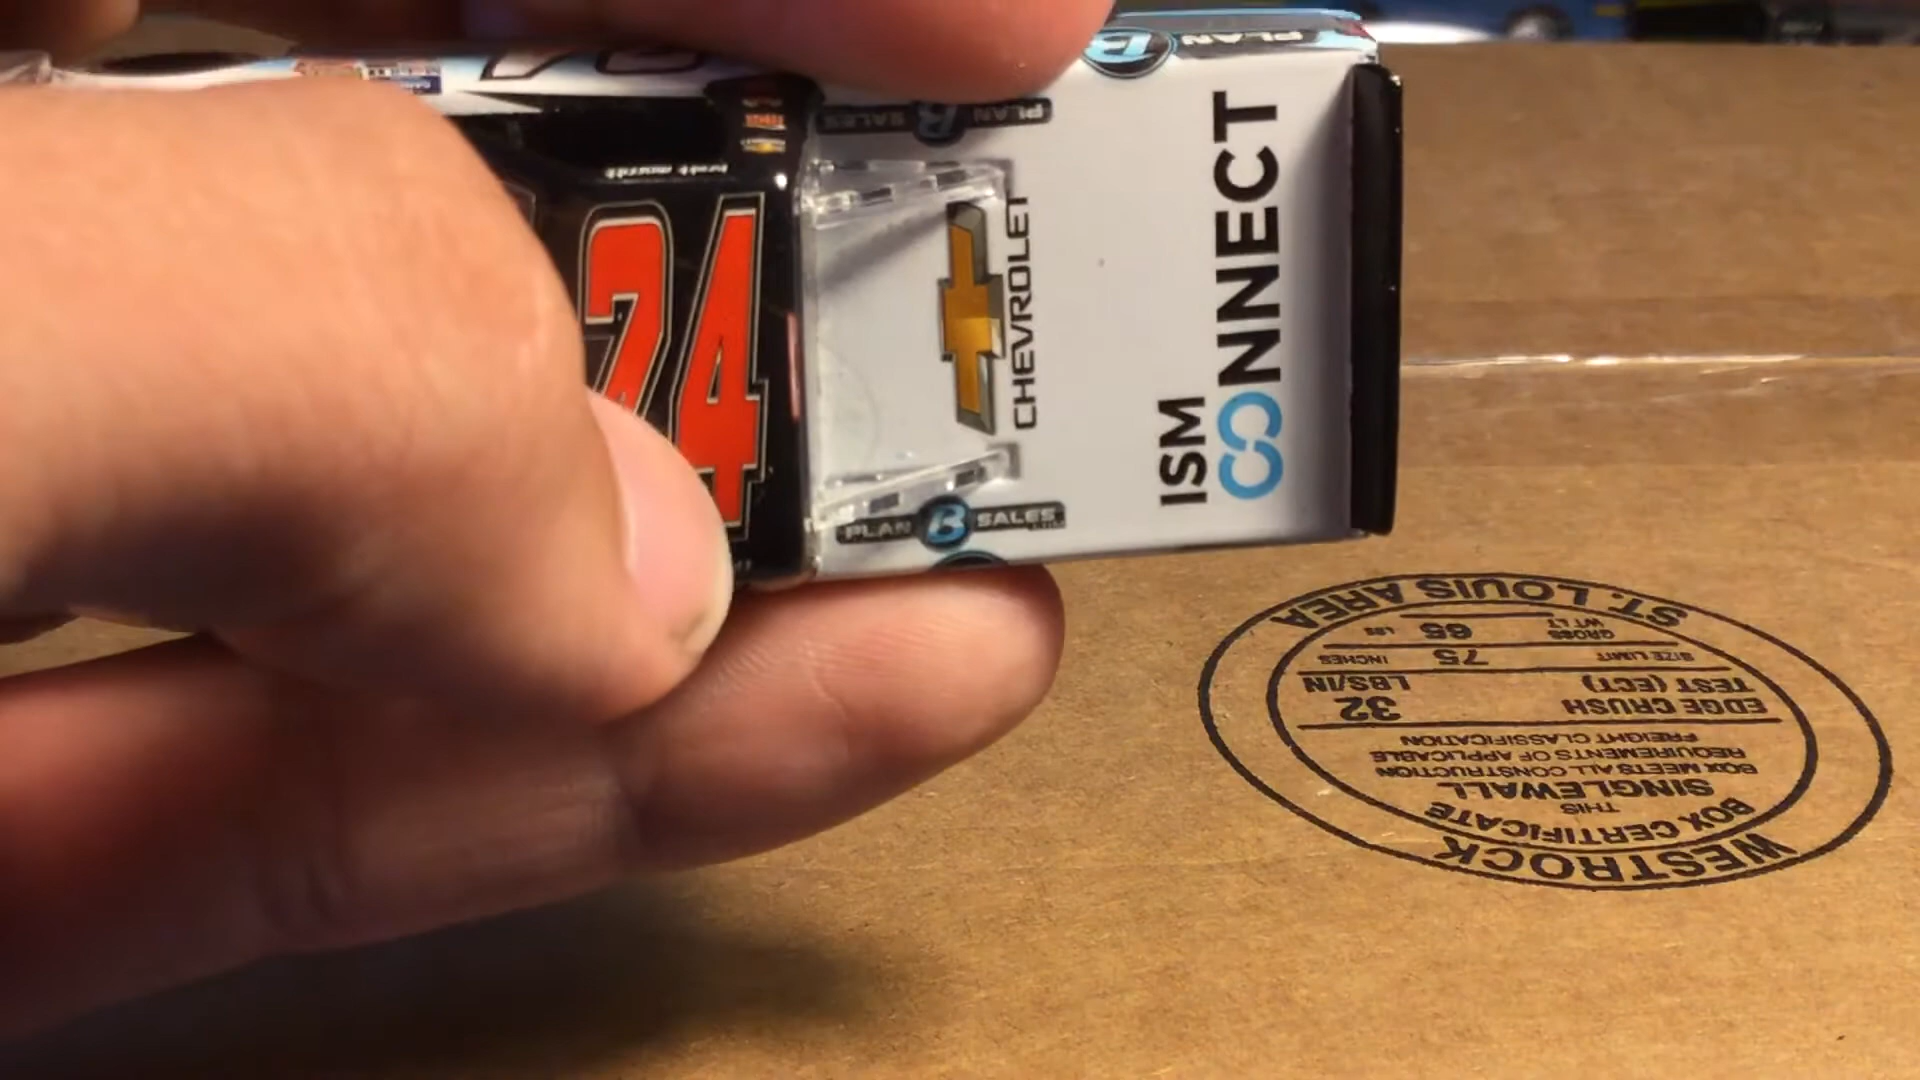 PLAN B SALES
PLAN B SALES
24
CHEVROLET
ISM
CONNECT
PLAN B SALES
ST. LOUIS AREA
GROSS WT LT 65 LBS
SIZE LIMIT 75 INCHES
EDGE CRUSH TEST (ECT) 32 LBS/IN
FREIGHT CLASSIFICATION
REQUIREMENTS OF APPLICABLE
BOX MEETS ALL CONSTRUCTION
SINGLEWALL
THIS
BOX CERTIFICATE
WESTROCK